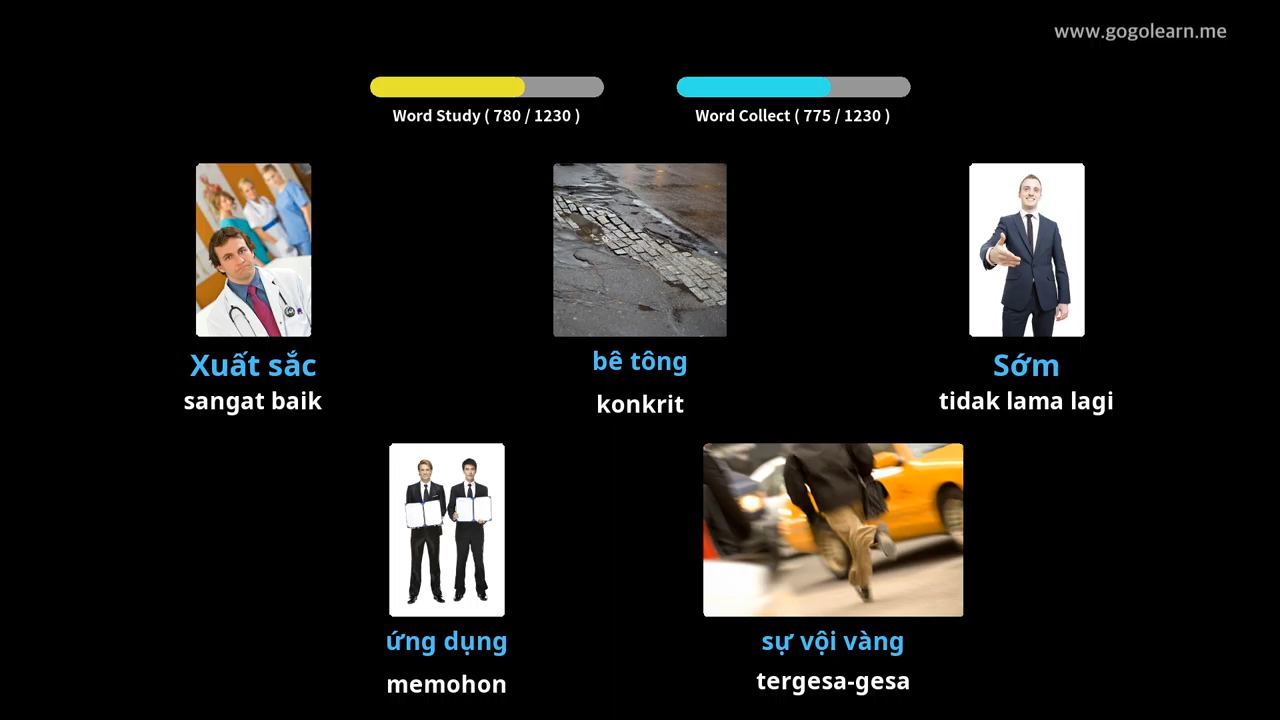 www.gogolearn.me
Word Study ( 780 / 1230 )
Word Collect ( 775 / 1230 )
Xuất sắc
sangat baik
bê tông
konkrit
Sớm
tidak lama lagi
ứng dụng
memohon
sự vội vàng
tergesa-gesa